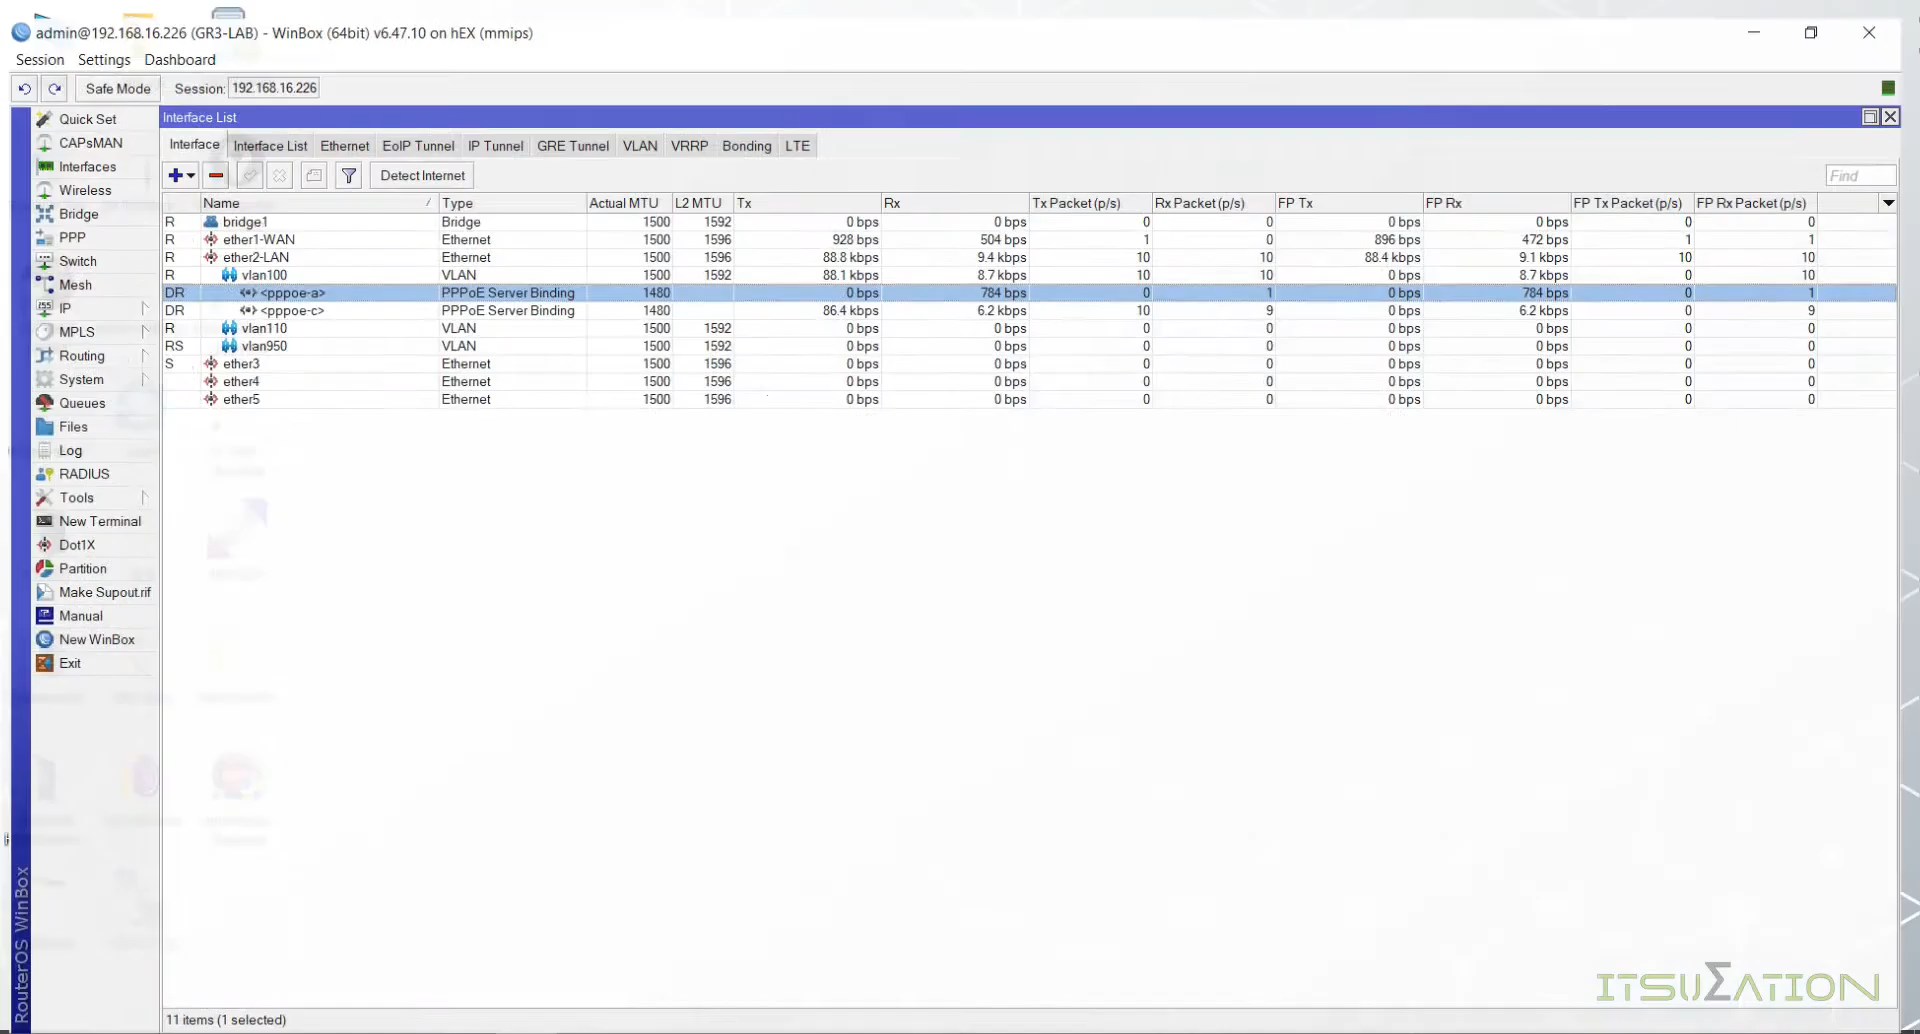 admin@192.168.16.226 (GR3-LAB) - WinBox (64bit) v6.47.10 on hEX (mmips)
Session Settings Dashboard
Safe Mode Session: 192.168.16.226
Interface List
Interface Interface List Ethernet EoIP Tunnel IP Tunnel GRE Tunnel VLAN VRRP Bonding LTE
Detect Internet Find
Name Type Actual MTU L2 MTU Tx Rx Tx Packet (p/s) Rx Packet (p/s) FP Tx FP Rx FP Tx Packet (p/s) FP Rx Packet (p/s)
R bridge1 Bridge 1500 1592 0 bps 0 bps 0 0 0 bps 0 bps 0 0
R ether1-WAN Ethernet 1500 1596 928 bps 504 bps 1 0 896 bps 472 bps 1 1
R ether2-LAN Ethernet 1500 1596 88.8 kbps 9.4 kbps 10 10 88.4 kbps 9.1 kbps 10 10
R vlan100 VLAN 1500 1592 88.1 kbps 8.7 kbps 10 10 0 bps 8.7 kbps 0 10
DR <pppoe-a> PPPoE Server Binding 1480 0 bps 784 bps 0 1 0 bps 784 bps 0 1
DR <pppoe-c> PPPoE Server Binding 1480 86.4 kbps 6.2 kbps 10 9 0 bps 6.2 kbps 0 9
R vlan110 VLAN 1500 1592 0 bps 0 bps 0 0 0 bps 0 bps 0 0
RS vlan950 VLAN 1500 1592 0 bps 0 bps 0 0 0 bps 0 bps 0 0
S ether3 Ethernet 1500 1596 0 bps 0 bps 0 0 0 bps 0 bps 0 0
ether4 Ethernet 1500 1596 0 bps 0 bps 0 0 0 bps 0 bps 0 0
ether5 Ethernet 1500 1596 0 bps 0 bps 0 0 0 bps 0 bps 0 0
Quick Set
CAPsMAN
Interfaces
Wireless
Bridge
PPP
Switch
Mesh
IP
MPLS
Routing
System
Queues
Files
Log
RADIUS
Tools
New Terminal
Dot1X
Partition
Make Supout.rif
Manual
New WinBox
Exit
RouterOS WinBox
ITSUΣATION
11 items (1 selected)